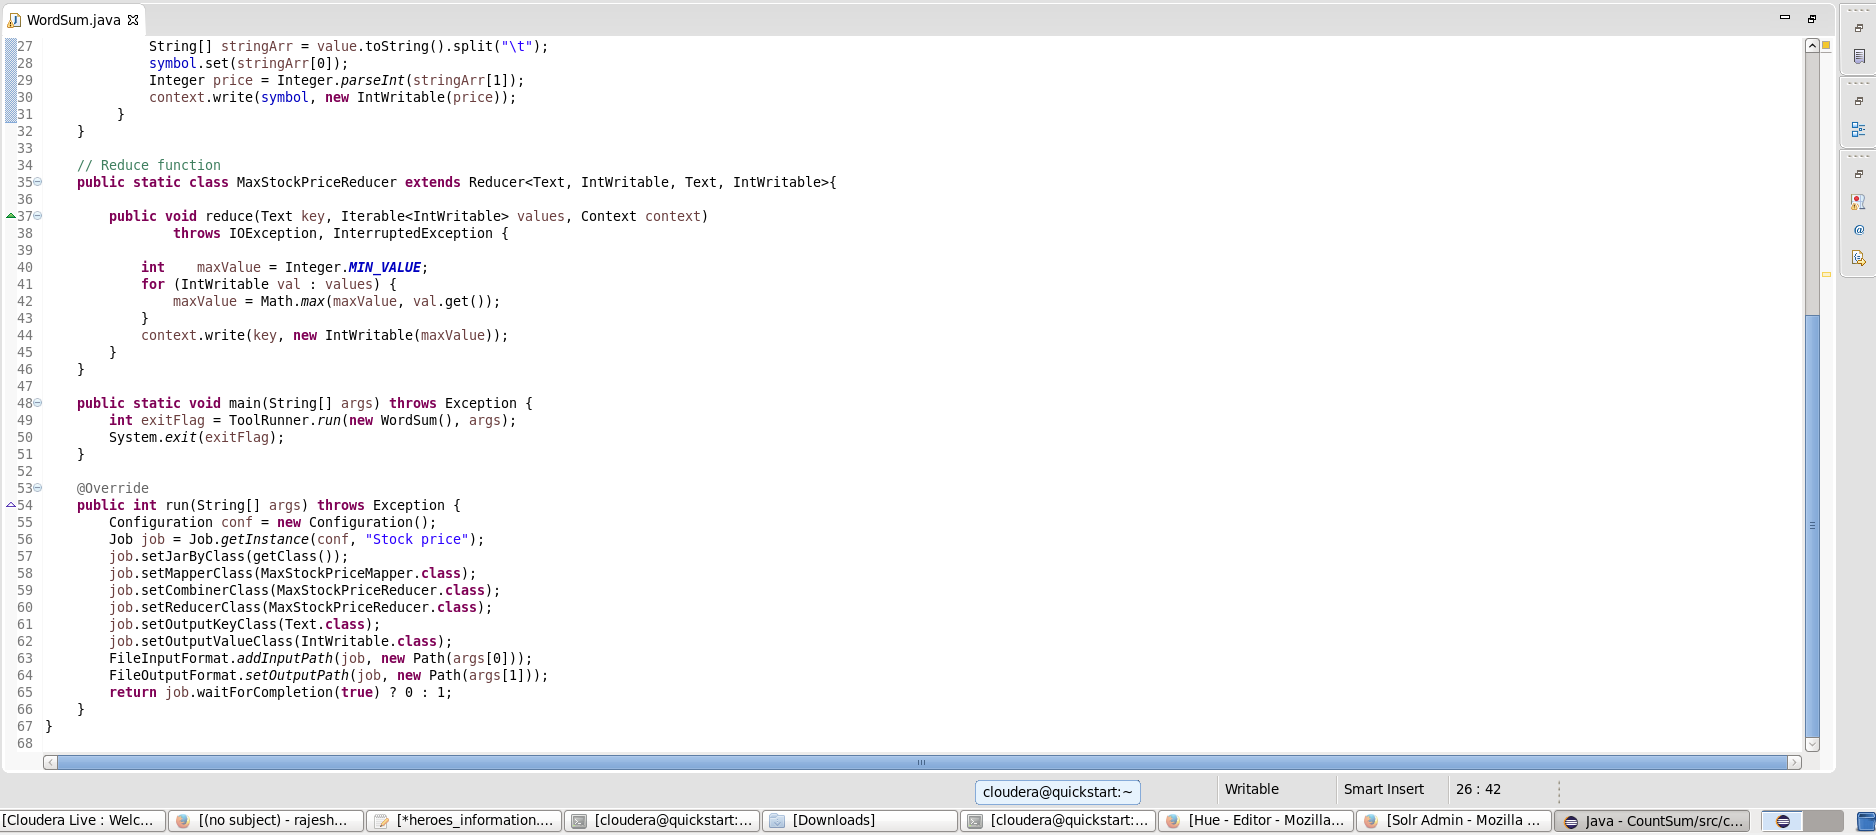 WordSum.java
27 String[] stringArr = value.toString().split("\t");
28 symbol.set(stringArr[0]);
29 Integer price = Integer.parseInt(stringArr[1]);
30 context.write(symbol, new IntWritable(price));
31 }
32 }
33
34 // Reduce function
35 public static class MaxStockPriceReducer extends Reducer<Text, IntWritable, Text, IntWritable>{
36
37 public void reduce(Text key, Iterable<IntWritable> values, Context context)
38 throws IOException, InterruptedException {
39
40 int maxValue = Integer.MIN_VALUE;
41 for (IntWritable val : values) {
42 maxValue = Math.max(maxValue, val.get());
43 }
44 context.write(key, new IntWritable(maxValue));
45 }
46 }
47
48 public static void main(String[] args) throws Exception {
49 int exitFlag = ToolRunner.run(new WordSum(), args);
50 System.exit(exitFlag);
51 }
52
53 @Override
54 public int run(String[] args) throws Exception {
55 Configuration conf = new Configuration();
56 Job job = Job.getInstance(conf, "Stock price");
57 job.setJarByClass(getClass());
58 job.setMapperClass(MaxStockPriceMapper.class);
59 job.setCombinerClass(MaxStockPriceReducer.class);
60 job.setReducerClass(MaxStockPriceReducer.class);
61 job.setOutputKeyClass(Text.class);
62 job.setOutputValueClass(IntWritable.class);
63 FileInputFormat.addInputPath(job, new Path(args[0]));
64 FileOutputFormat.setOutputPath(job, new Path(args[1]));
65 return job.waitForCompletion(true) ? 0 : 1;
66 }
67 }
68
cloudera@quickstart:~ Writable Smart Insert 26 : 42
[Cloudera Live : Welc... [(no subject) - rajesh... [*heroes_information.... [cloudera@quickstart:... [Downloads] [cloudera@quickstart:... [Hue - Editor - Mozilla... [Solr Admin - Mozilla ... Java - CountSum/src/c...